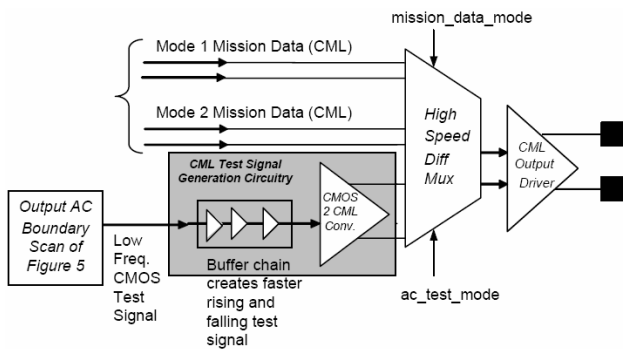 mission_data_mode
Mode 1 Mission Data (CML)
Mode 2 Mission Data (CML)
High
Speed
Diff
Mux
CML
Output
Driver
CML Test Signal
Generation Circuitry
CMOS
2 CML
Conv.
Output AC
Boundary
Scan of
Figure 5
Low
Freq.
CMOS
Test
Signal
Buffer chain
creates faster
rising and
falling test
signal
ac_test_mode